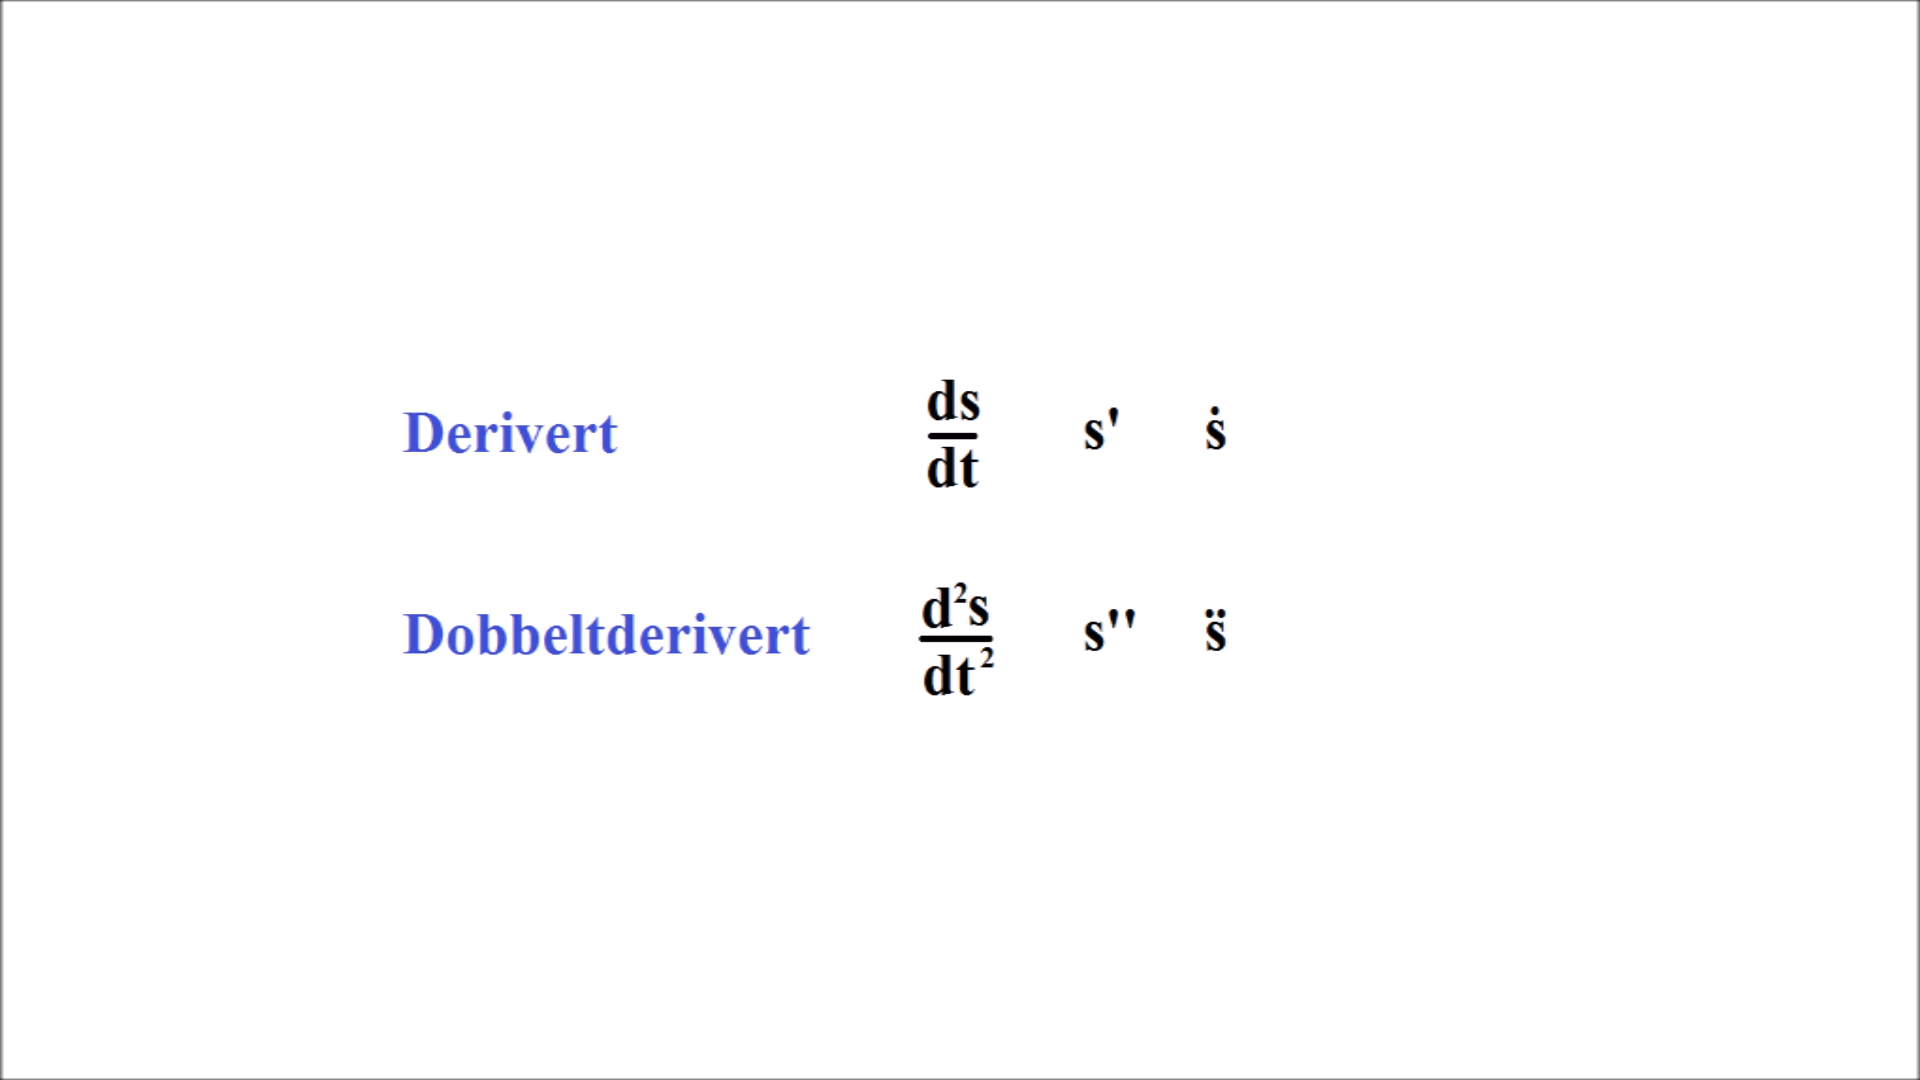 Derivert ds/dt s' ṡ
Dobbeltderivert d²s/dt² s'' s̈